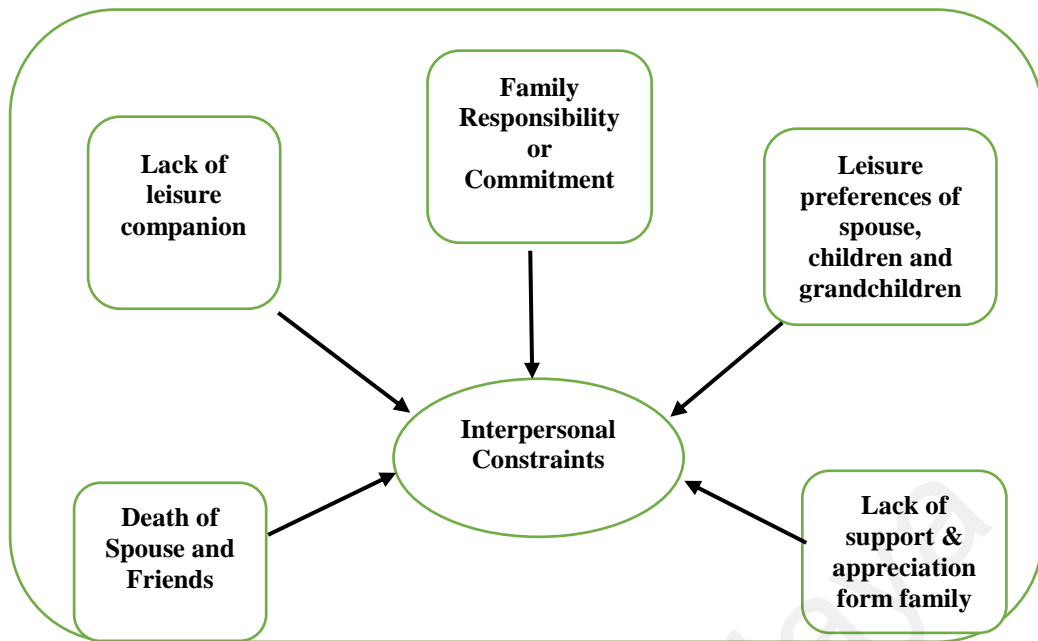 Family
Responsibility
or
Commitment
Lack of
leisure
companion
Leisure
preferences of
spouse,
children and
grandchildren
Interpersonal
Constraints
Death of
Spouse and
Friends
Lack of
support &
appreciation
form family